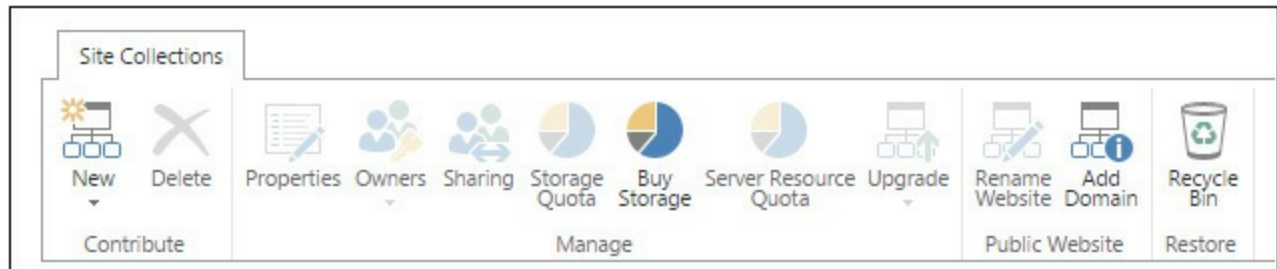 Site Collections
New Delete Properties Owners Sharing Storage Buy Server Resource Upgrade Rename Add Recycle
Quota Storage Quota Website Domain Bin
Contribute Manage Public Website Restore